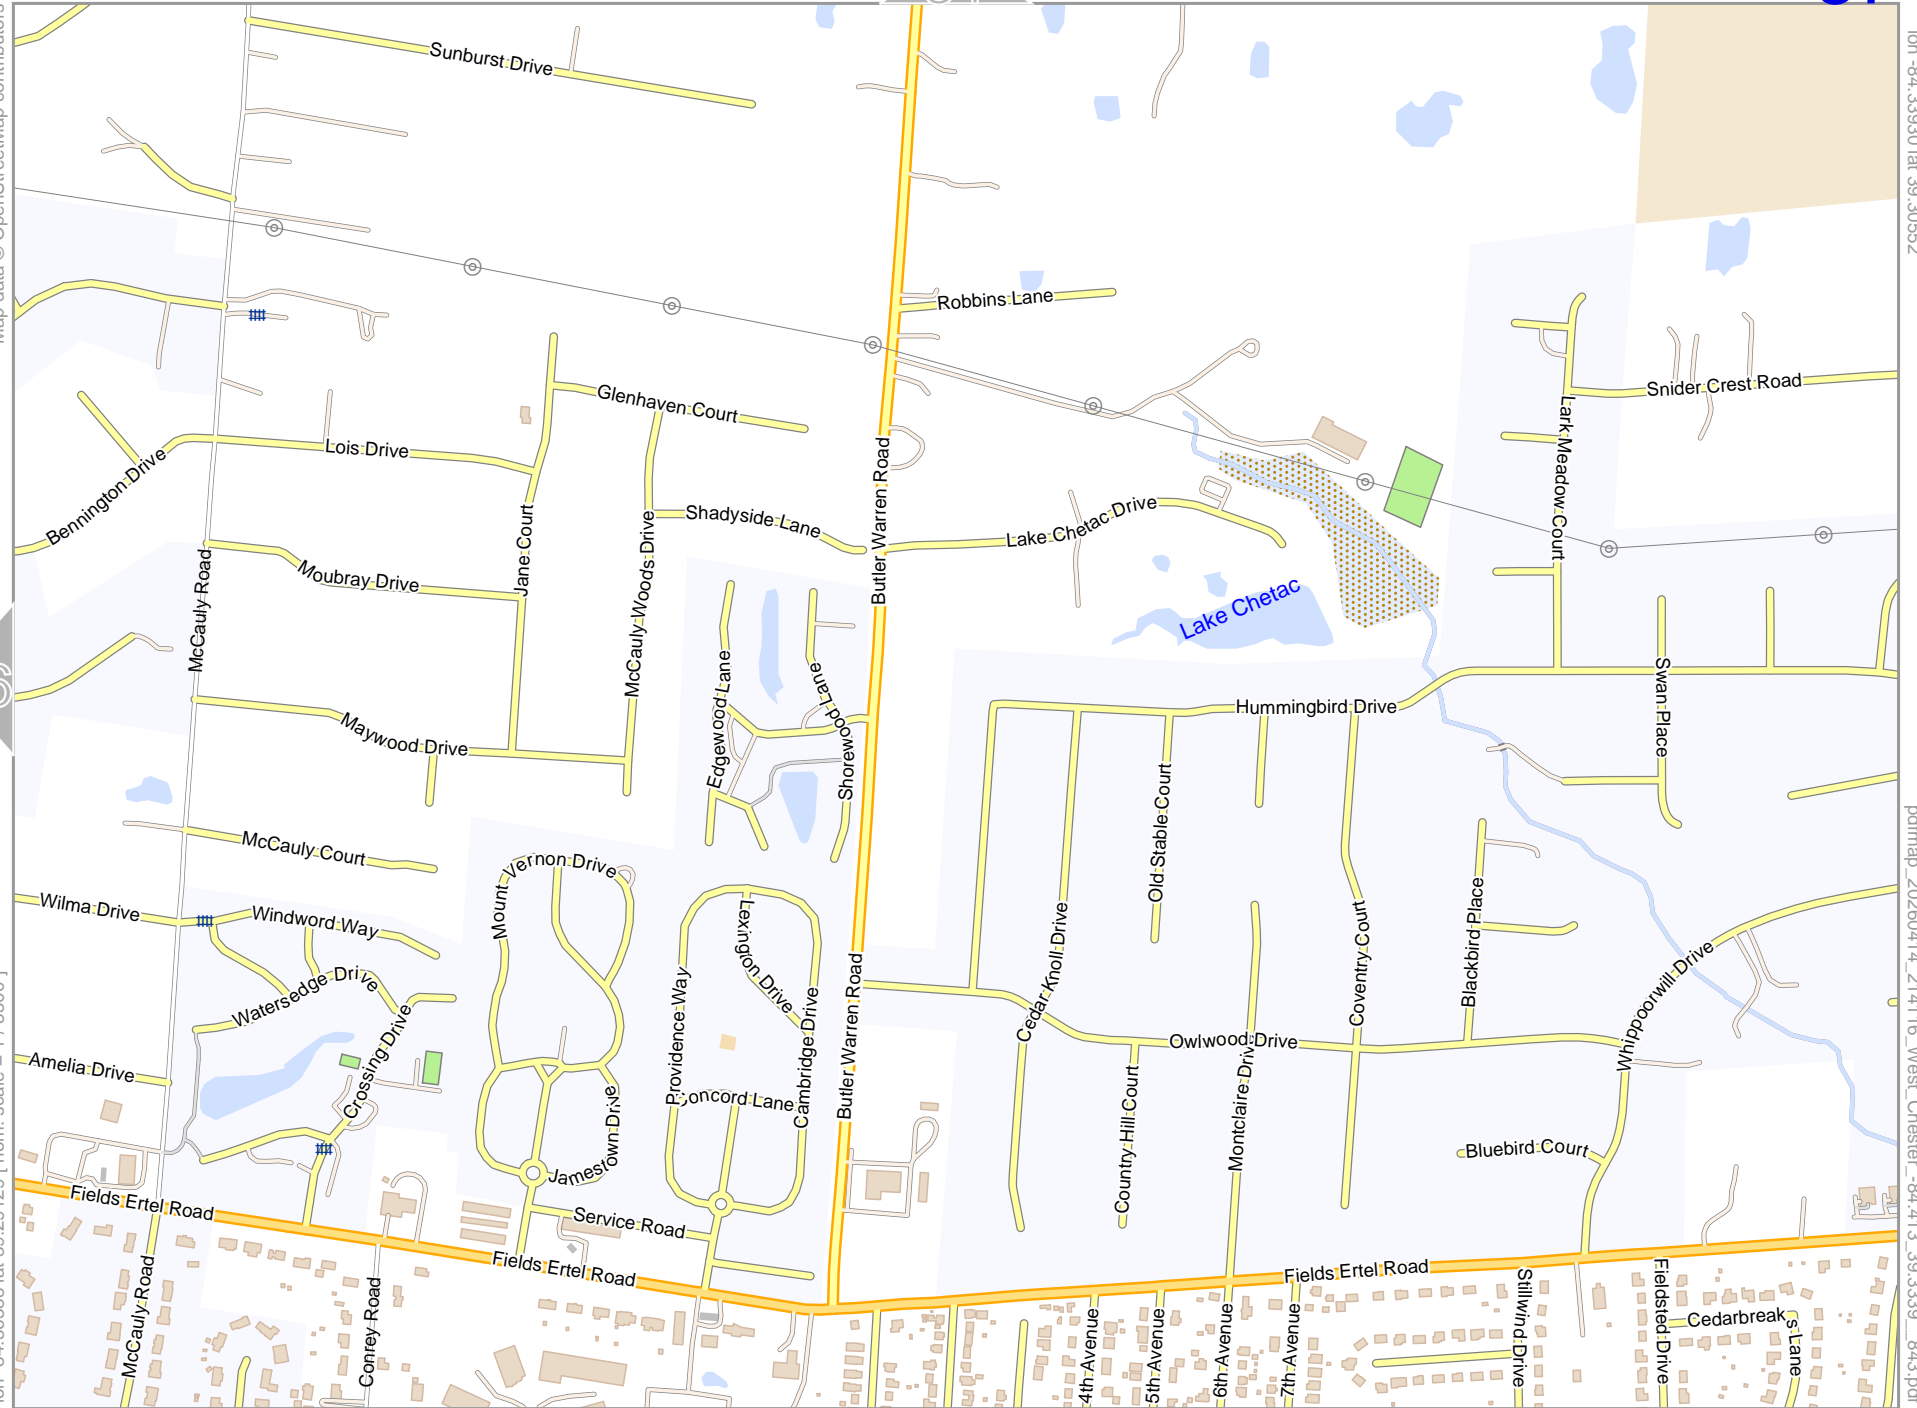 Sunburst Drive
Robbins Lane
Glenhaven Court
Snider Crest Road
Lark Meadow Court
Lois Drive
Bennington Drive
Butler Warren Road
Shadyside Lane
Lake Chetac Drive
Jane Court
McCauly Woods Drive
Moubray Drive
McCauly Road
Lake Chetac
Edgewood Lane
Shorewood Lane
Swan Place
Hummingbird Drive
Maywood Drive
Old Stable Court
McCauly Court
Mount Vernon Drive
Wilma Drive
Windword Way
Lexington Drive
Cedar Knoll Drive
Coventry Court
Blackbird Place
Whippoorwill Drive
Watersedge Drive
Providence Way
Cambridge Drive
Butler Warren Road
Owlwood Drive
Amelia Drive
Crossing Drive
Concord Lane
Jamestown Drive
Country Hill Court
Montclaire Drive
Bluebird Court
Fields Ertel Road
Service Road
Fields Ertel Road
Fields Ertel Road
McCauly Road
Conrey Road
4th Avenue
5th Avenue
6th Avenue
7th Avenue
Stillwind Drive
Fieldsted Drive
Cedarbreaks Lane